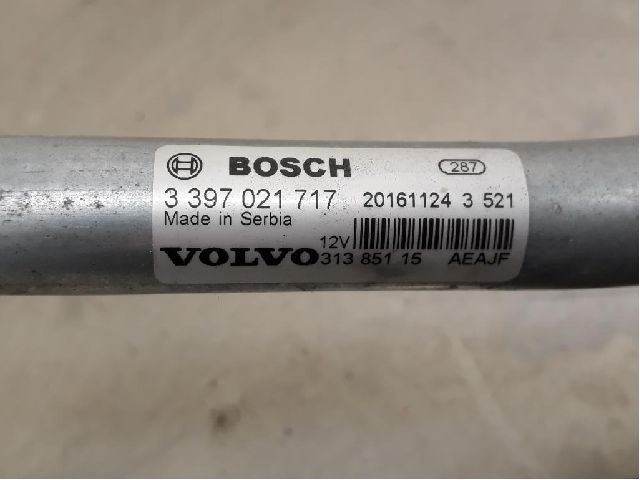 BOSCH 287
3 397 021 717 20161124 3 521
Made in Serbia
12V
VOLVO 313 851 15 AEAJF